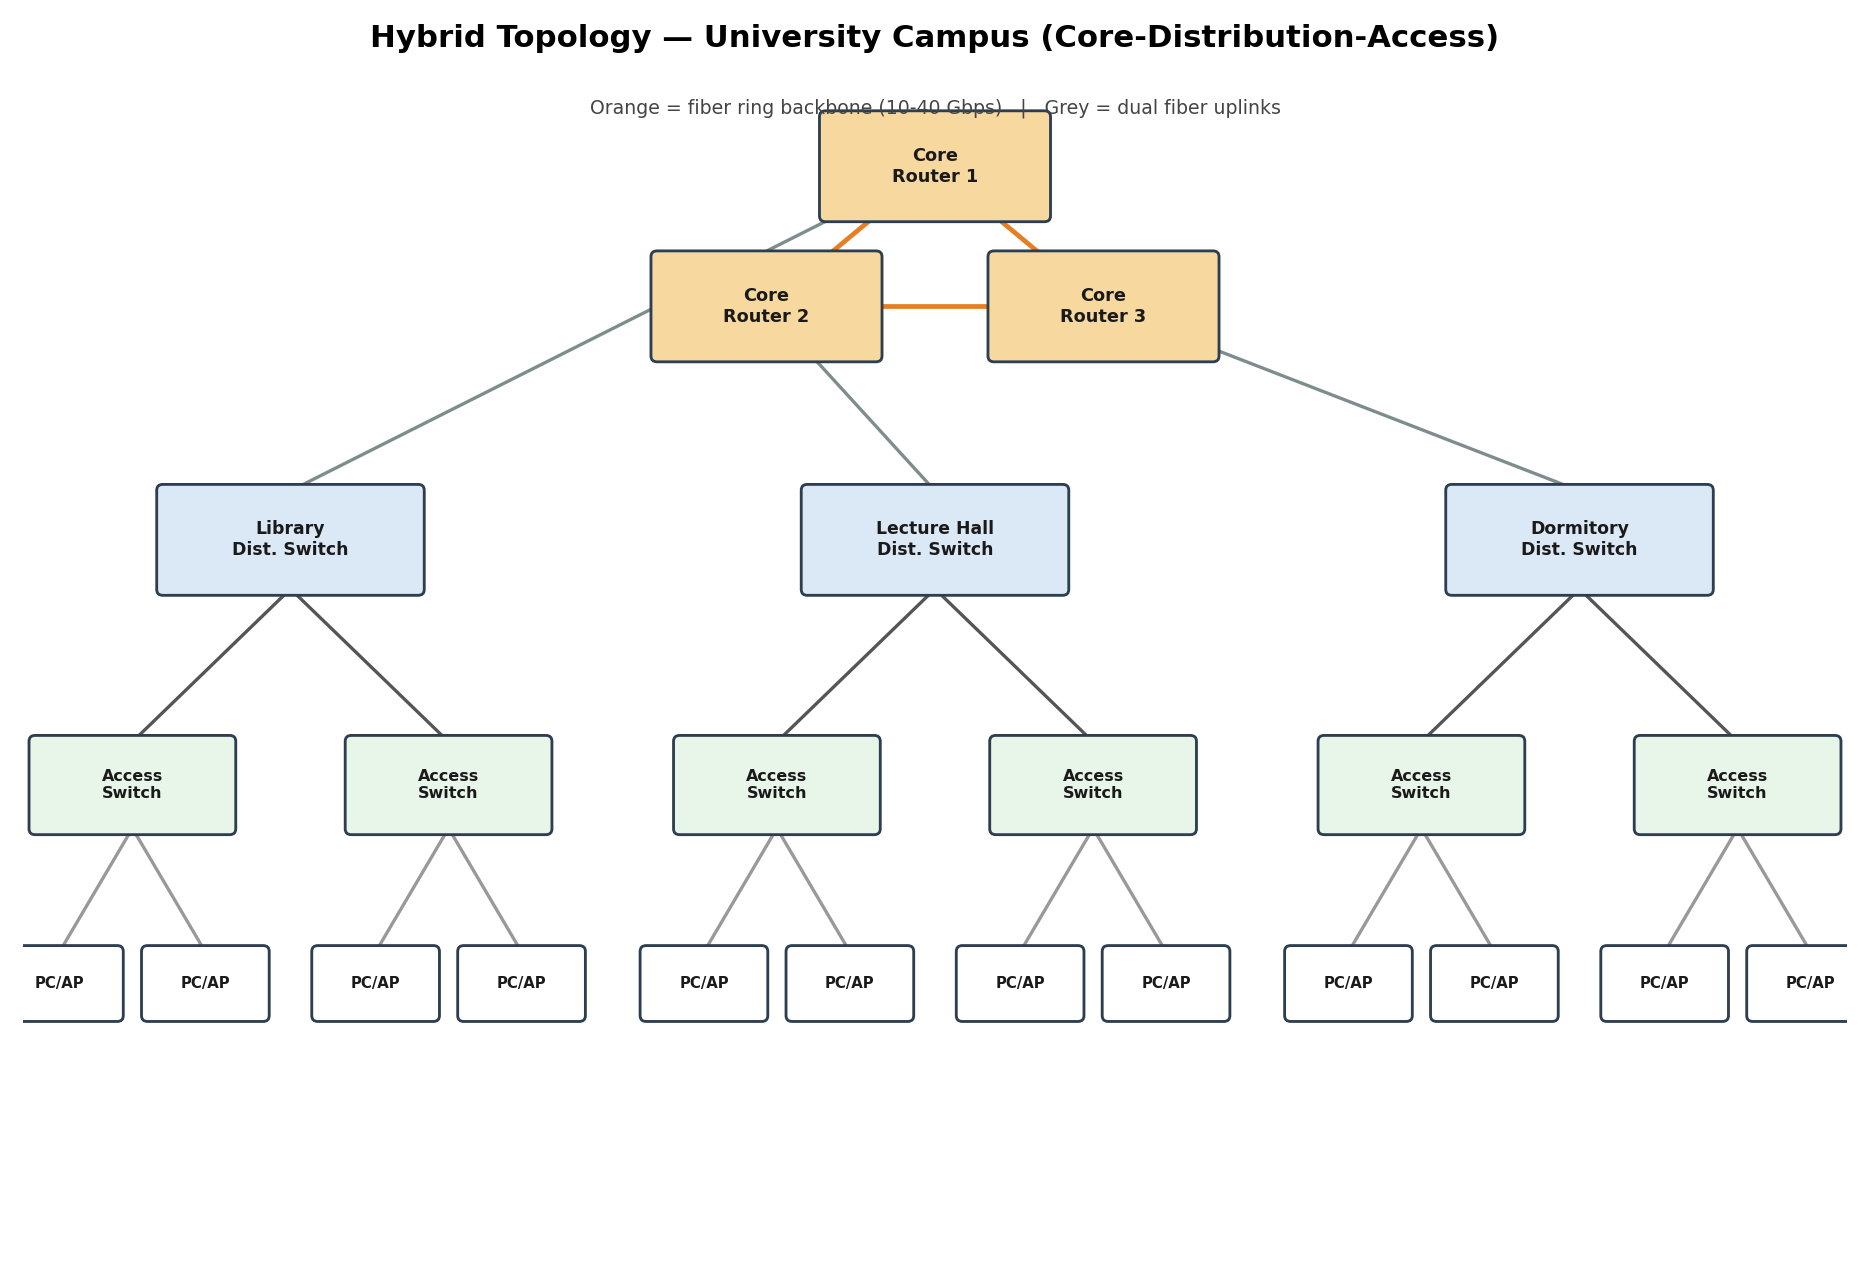 Hybrid Topology — University Campus (Core-Distribution-Access)
Orange = fiber ring backbone (10-40 Gbps)   |   Grey = dual fiber uplinks
Core
Router 1
Core
Router 2
Core
Router 3
Library
Dist. Switch
Lecture Hall
Dist. Switch
Dormitory
Dist. Switch
Access
Switch
Access
Switch
Access
Switch
Access
Switch
Access
Switch
Access
Switch
PC/AP
PC/AP
PC/AP
PC/AP
PC/AP
PC/AP
PC/AP
PC/AP
PC/AP
PC/AP
PC/AP
PC/AP